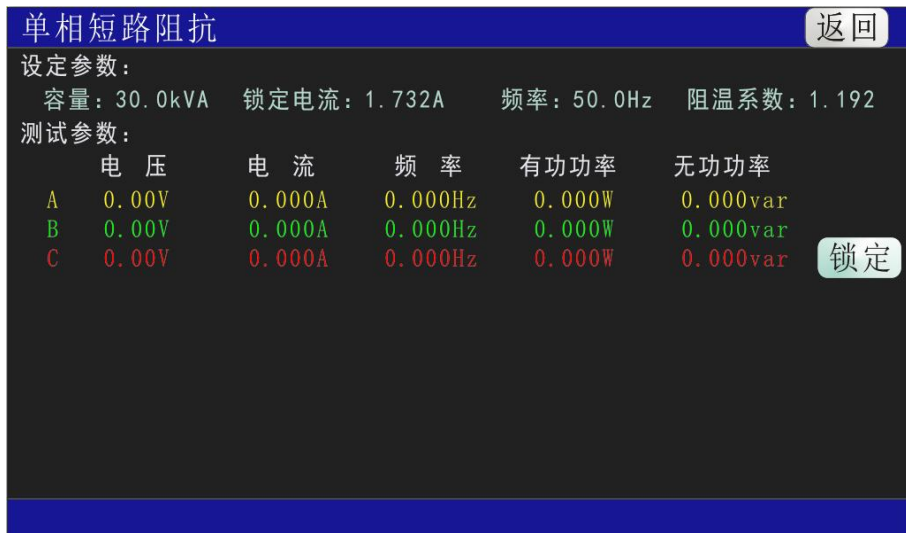 单相短路阻抗 返回
设定参数:
容量: 30.0kVA 锁定电流: 1.732A 频率: 50.0Hz 阻温系数: 1.192
测试参数:
电 压 电 流 频 率 有功功率 无功功率
A 0.00V 0.000A 0.000Hz 0.000W 0.000var
B 0.00V 0.000A 0.000Hz 0.000W 0.000var
C 0.00V 0.000A 0.000Hz 0.000W 0.000var 锁定